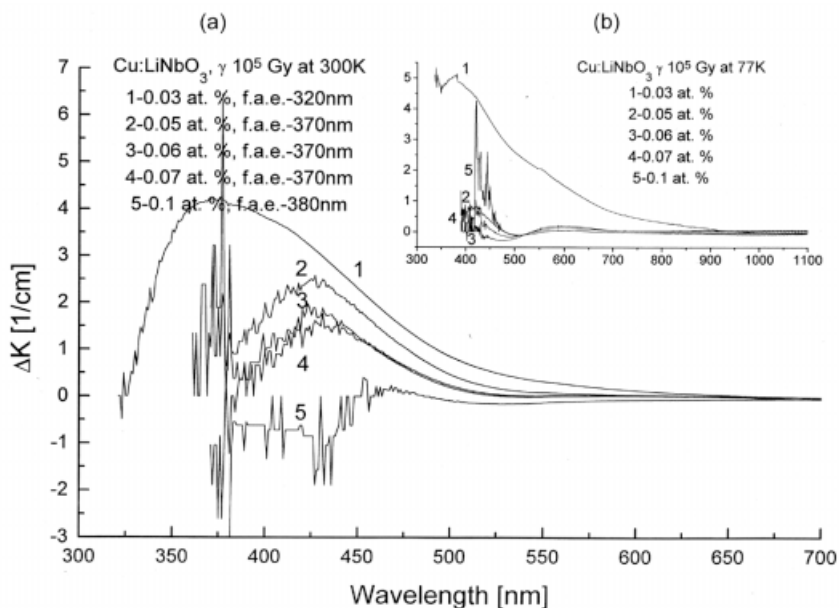 (a)
Cu:LiNbO₃, γ 10⁵ Gy at 300K
1-0.03 at. %, f.a.e.-320nm
2-0.05 at. %, f.a.e.-370nm
3-0.06 at. %, f.a.e.-370nm
4-0.07 at. %, f.a.e.-370nm
5-0.1 at. %, f.a.e.-380nm
7
6
5
4
3
2
1
0
-1
-2
-3
ΔK [1/cm]
1
2
3
4
5
300 350 400 450 500 550 600 650 700
Wavelength [nm]
(b)
Cu:LiNbO₃ γ 10⁵ Gy at 77K
1-0.03 at. %
2-0.05 at. %
3-0.06 at. %
4-0.07 at. %
5-0.1 at. %
5
4
3
2
1
0
1
5
2
4
3
300 400 500 600 700 800 900 1000 1100